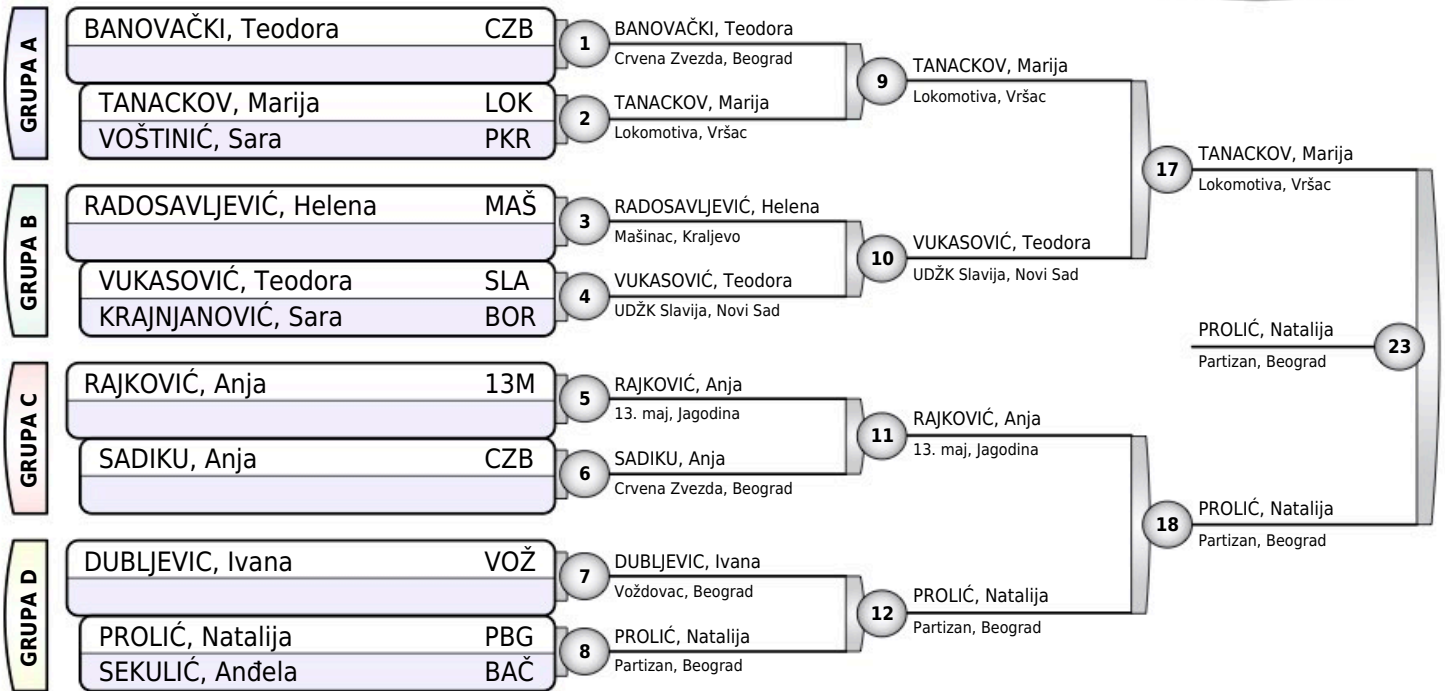 GRUPA A
BANOVAČKI, Teodora CZB
TANACKOV, Marija LOK
VOŠTINIĆ, Sara PKR
GRUPA B
RADOSAVLJEVIĆ, Helena MAŠ
VUKASOVIĆ, Teodora SLA
KRAJNJANOVIĆ, Sara BOR
GRUPA C
RAJKOVIĆ, Anja 13M
SADIKU, Anja CZB
GRUPA D
DUBLJEVIC, Ivana VOŽ
PROLIĆ, Natalija PBG
SEKULIĆ, Anđela BAČ
1
BANOVAČKI, Teodora
Crvena Zvezda, Beograd
2
TANACKOV, Marija
Lokomotiva, Vršac
3
RADOSAVLJEVIĆ, Helena
Mašinac, Kraljevo
4
VUKASOVIĆ, Teodora
UDŽK Slavija, Novi Sad
5
RAJKOVIĆ, Anja
13. maj, Jagodina
6
SADIKU, Anja
Crvena Zvezda, Beograd
7
DUBLJEVIC, Ivana
Voždovac, Beograd
8
PROLIĆ, Natalija
Partizan, Beograd
9
TANACKOV, Marija
Lokomotiva, Vršac
10
VUKASOVIĆ, Teodora
UDŽK Slavija, Novi Sad
11
RAJKOVIĆ, Anja
13. maj, Jagodina
12
PROLIĆ, Natalija
Partizan, Beograd
17
TANACKOV, Marija
Lokomotiva, Vršac
18
PROLIĆ, Natalija
Partizan, Beograd
PROLIĆ, Natalija
Partizan, Beograd
23